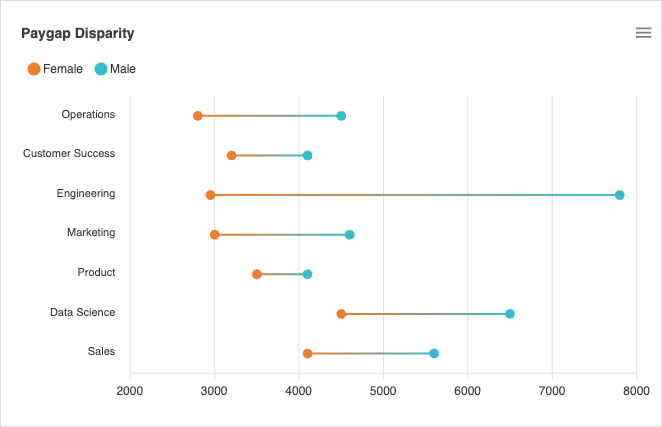 Paygap Disparity
Female Male
Operations
Customer Success
Engineering
Marketing
Product
Data Science
Sales
2000 3000 4000 5000 6000 7000 8000